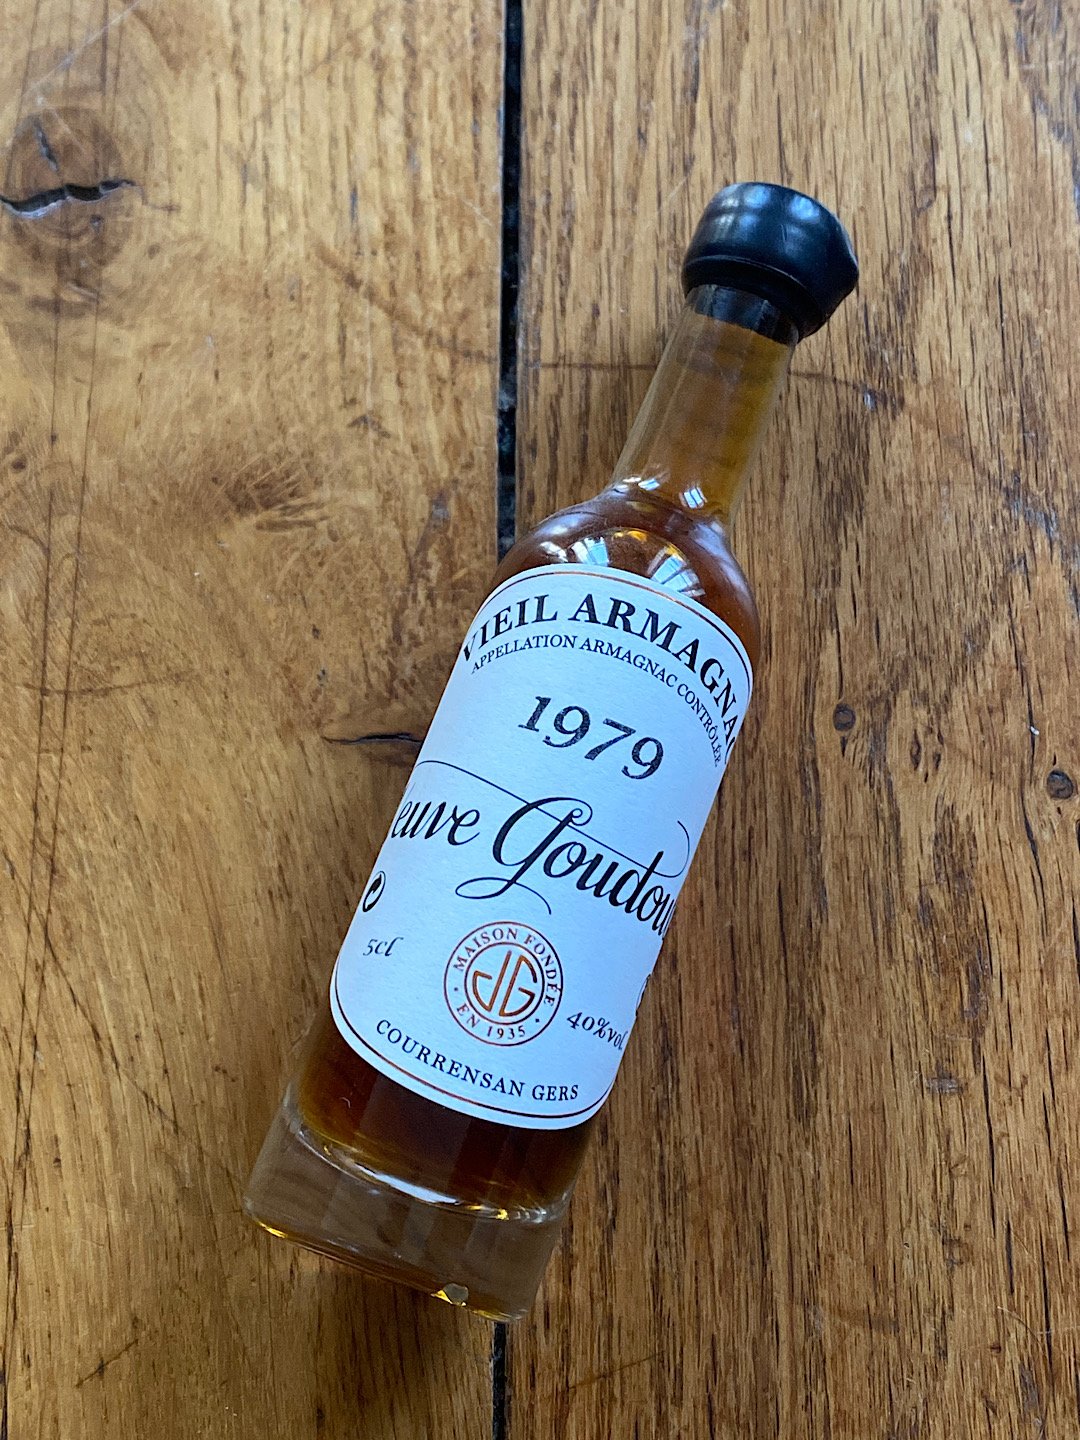 VIEIL ARMAGNAC
APPELLATION ARMAGNAC CONTRÔLÉE
1979
euve Goudou
5cl
MAISON FONDÉE
JG
EN 1935
40%vol
COURRENSAN GERS